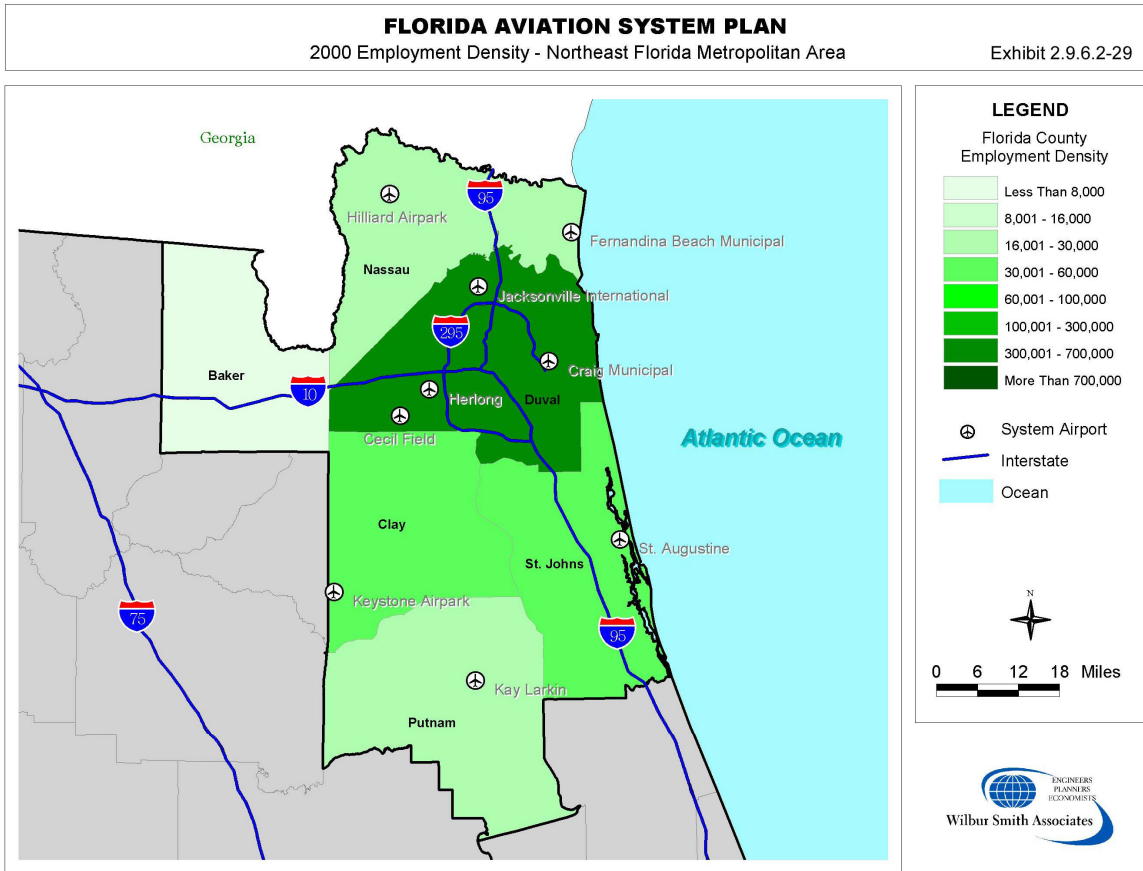 FLORIDA AVIATION SYSTEM PLAN
2000 Employment Density - Northeast Florida Metropolitan Area
Exhibit 2.9.6.2-29
Georgia
95
Hilliard Airpark
Fernandina Beach Municipal
Nassau
Jacksonville International
295
Baker
Craig Municipal
10
Herlong
Duval
Cecil Field
Atlantic Ocean
Clay
St. Augustine
St. Johns
Keystone Airpark
75
95
Kay Larkin
Putnam
LEGEND
Florida County
Employment Density
Less Than 8,000
8,001 - 16,000
16,001 - 30,000
30,001 - 60,000
60,001 - 100,000
100,001 - 300,000
300,001 - 700,000
More Than 700,000
System Airport
Interstate
Ocean
N
0 6 12 18 Miles
ENGINEERS
PLANNERS
ECONOMISTS
Wilbur Smith Associates